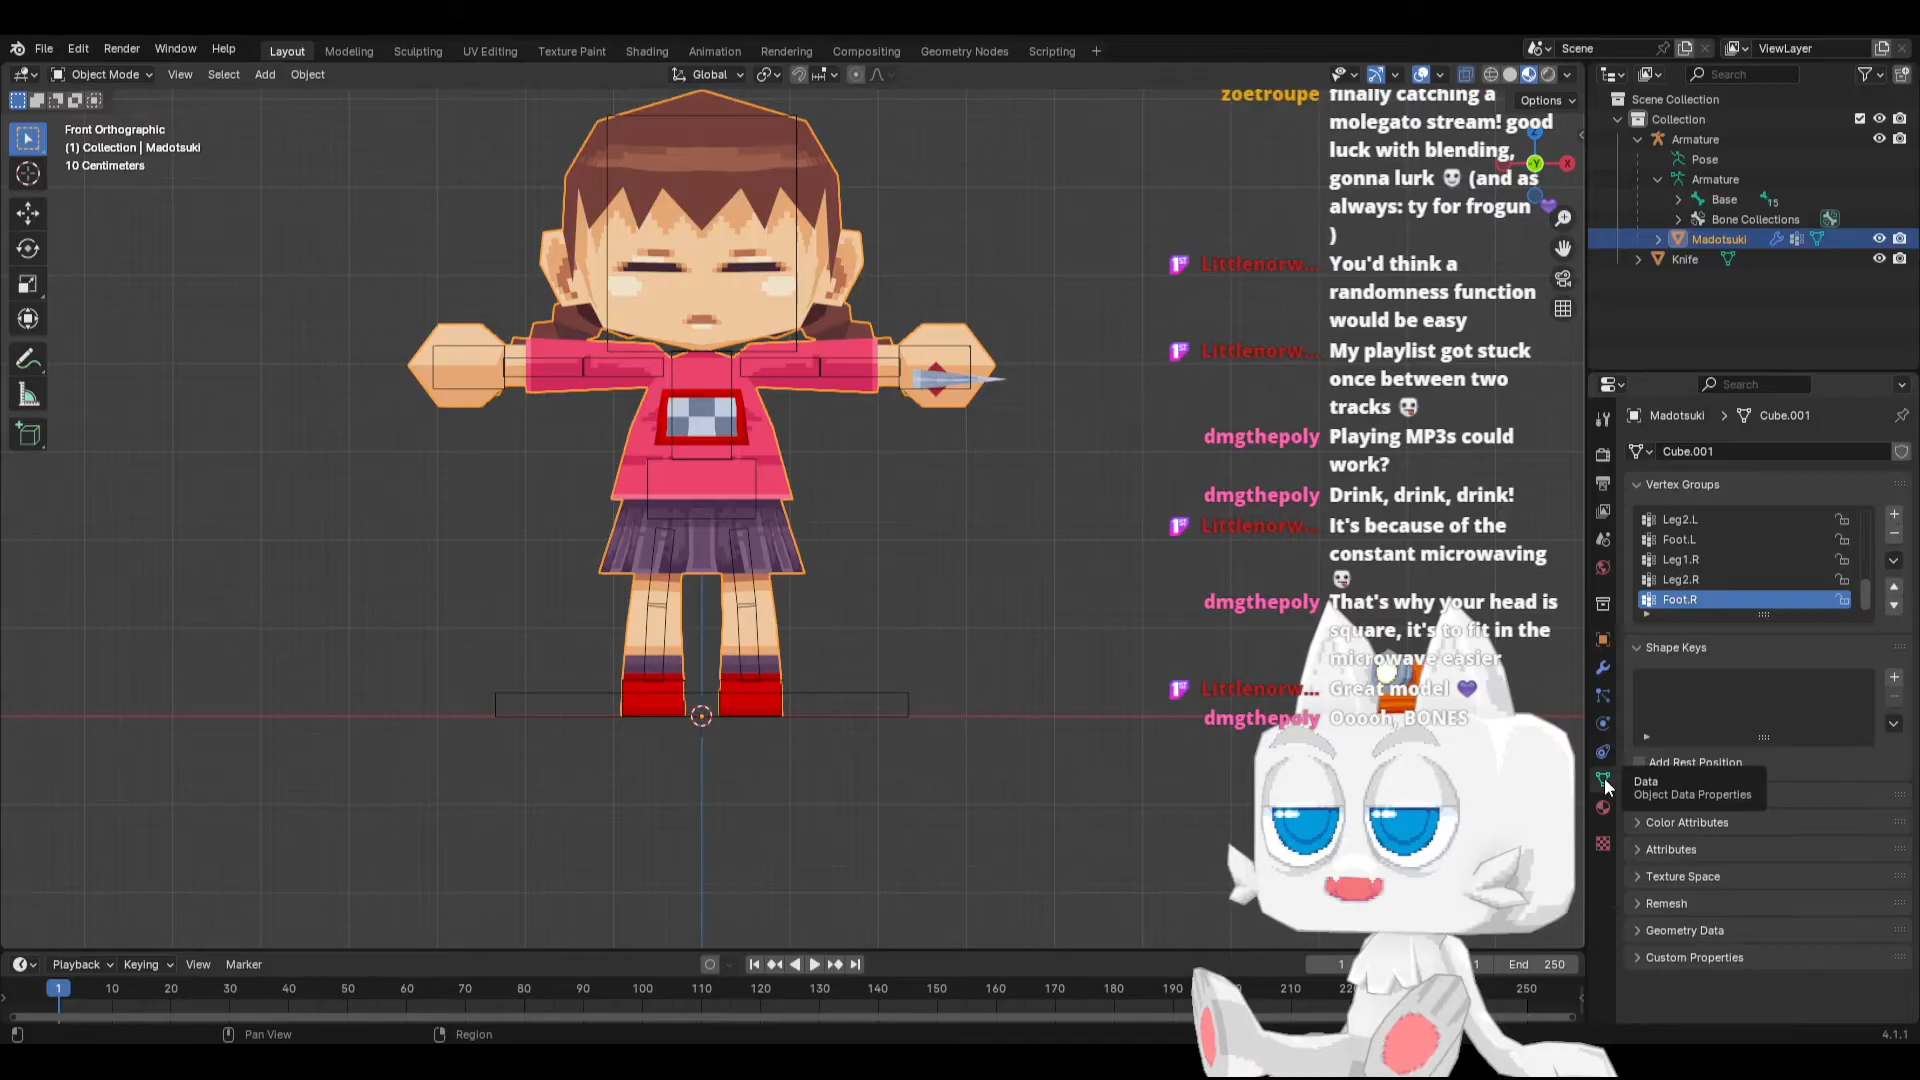 File Edit Render Window Help
Layout Modeling Sculpting UV Editing Texture Paint Shading Animation Rendering Compositing Geometry Nodes Scripting +
Scene
ViewLayer
Object Mode View Select Add Object
Global
Search
Options
Front Orthographic
(1) Collection | Madotsuki
10 Centimeters
zoetroupe finally catching a
molegato stream! good
luck with blending,
gonna lurk (and as
always: ty for frogun
)
Littlenorw... You'd think a
randomness function
would be easy
Littlenorw... My playlist got stuck
once between two
tracks
dmgthepoly Playing MP3s could
work?
dmgthepoly Drink, drink, drink!
Littlenorw... It's because of the
constant microwaving
dmgthepoly That's why your head is
square, it's to fit in the
microwave easier
Littlenorw... Great model
dmgthepoly Ooooh, BONES
Z
Y
X
Scene Collection
Collection
Armature
Pose
Armature
Base 15
Bone Collections
Madotsuki
Knife
Search
Madotsuki > Cube.001
Cube.001
Vertex Groups
Leg2.L
Foot.L
Leg1.R
Leg2.R
Foot.R
Shape Keys
Add Rest Position
Data
Object Data Properties
Color Attributes
Attributes
Texture Space
Remesh
Geometry Data
Custom Properties
Playback Keying View Marker
1 1 End 250
1 10 20 30 40 50 60 70 80 90 100 110 120 130 140 150 160 170 180 190 210 250
Pan View
Region
4.1.1